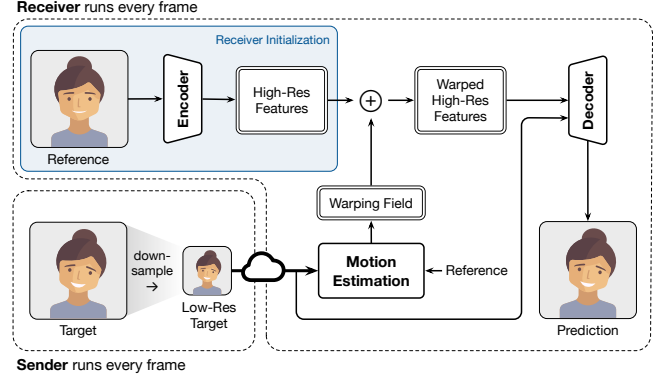 Receiver runs every frame
Receiver Initialization
Encoder
High-Res
Features
Warped
High-Res
Features
Decoder
Reference
Warping Field
down-
sample
→
Motion
Estimation
Reference
Low-Res
Target
Target
Prediction
Sender runs every frame